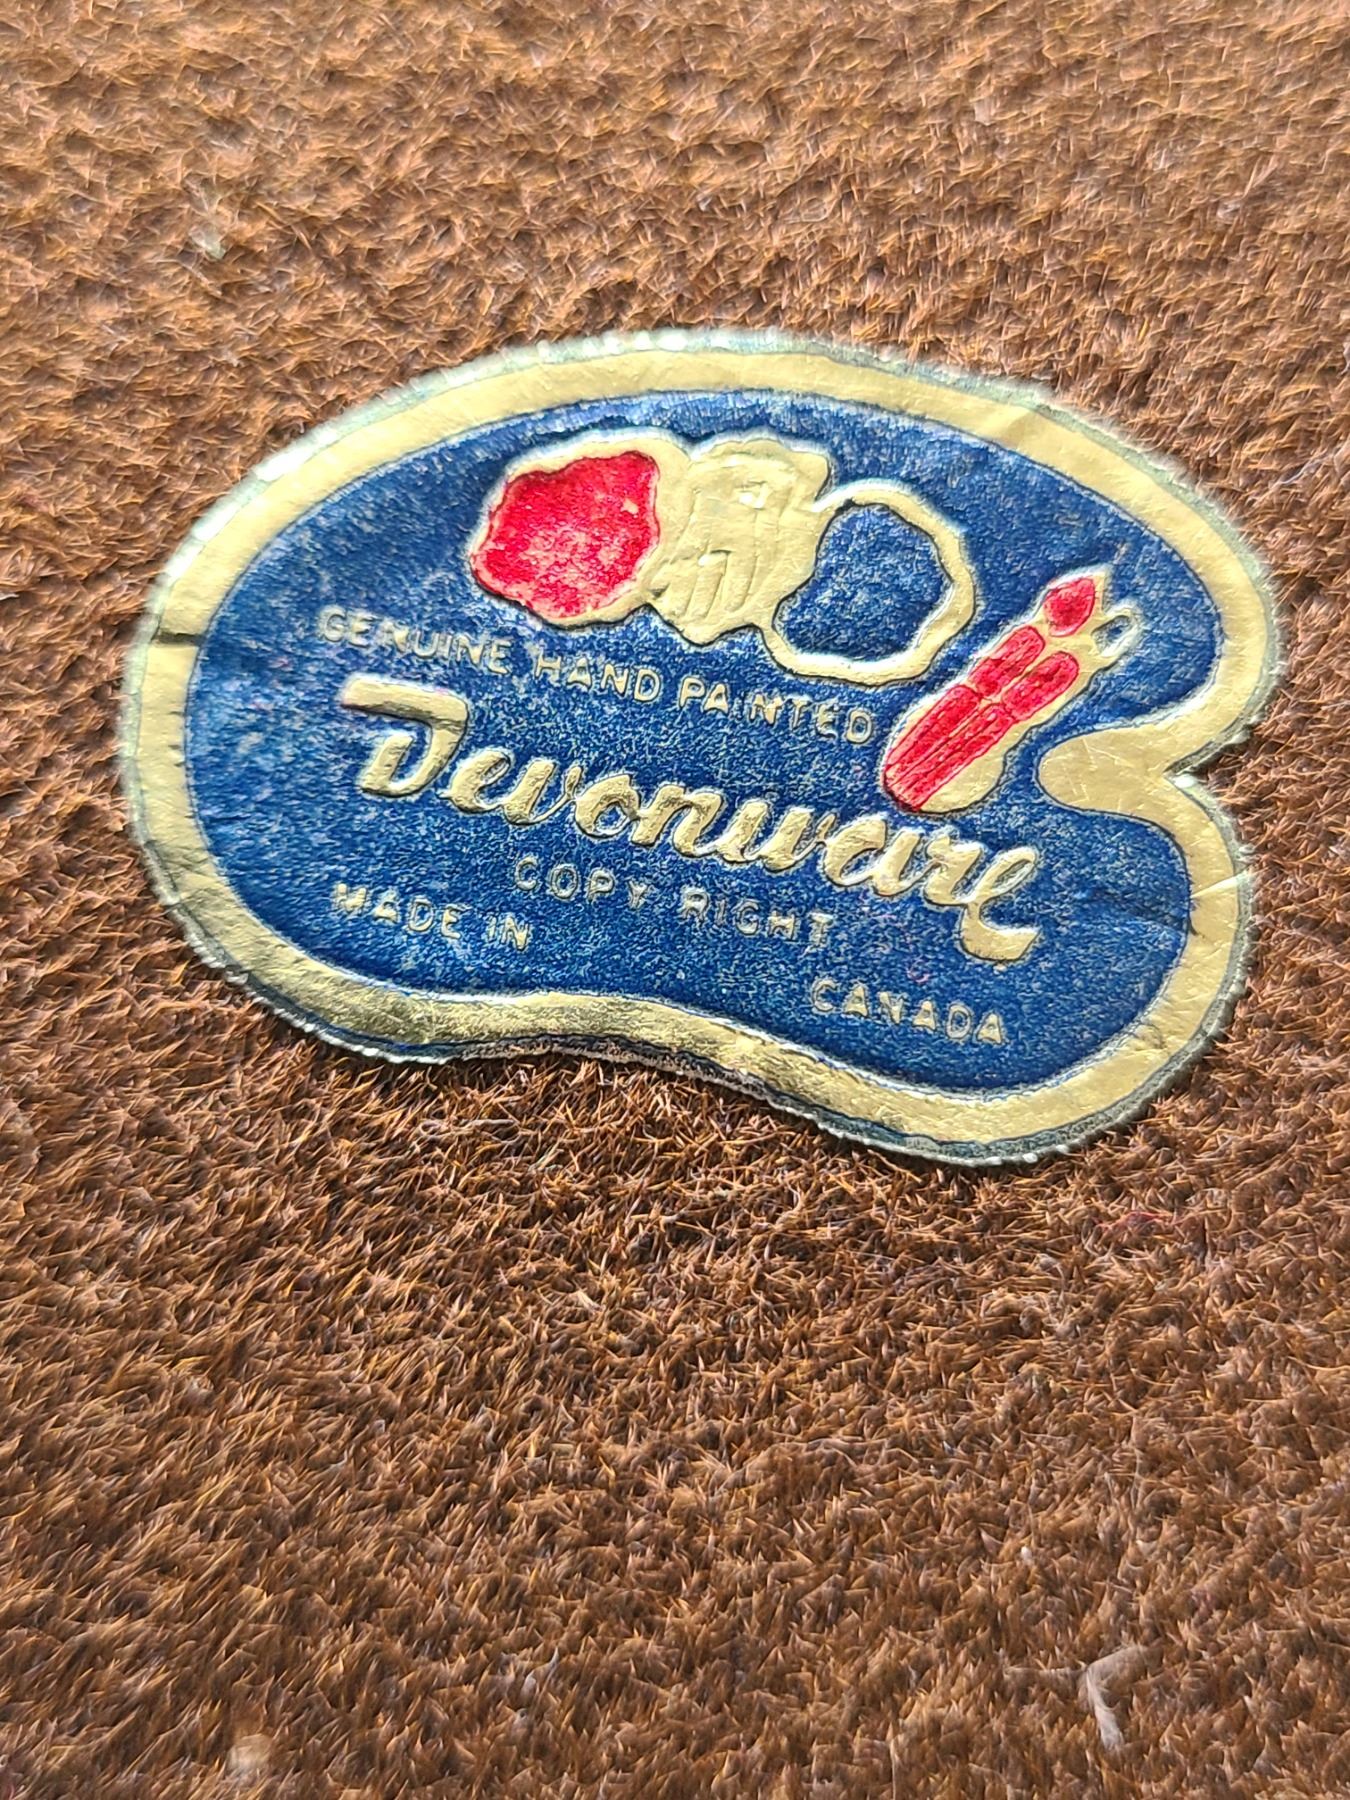 GENUINE HAND PAINTED
Devonware
COPY RIGHT
MADE IN CANADA